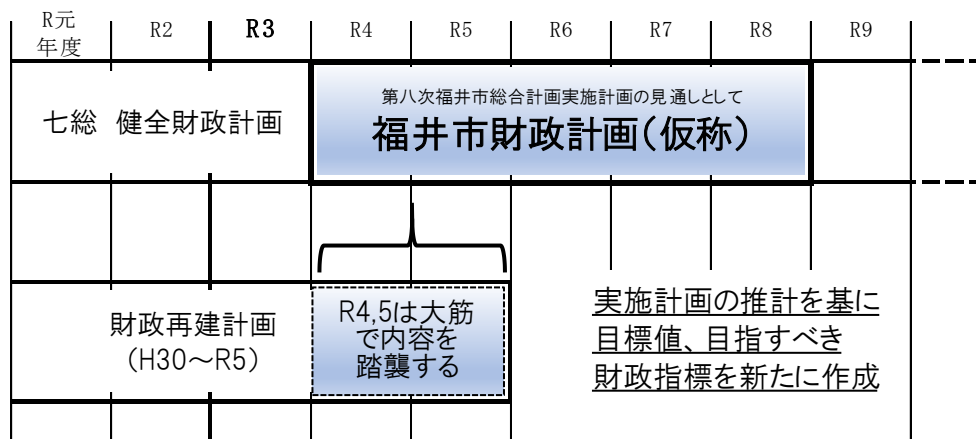 R元
年度
R2
R3
R4
R5
R6
R7
R8
R9
七総 健全財政計画
第八次福井市総合計画実施計画の見通しとして
福井市財政計画(仮称)
財政再建計画
(H30~R5)
R4,5は大筋
で内容を
踏襲する
実施計画の推計を基に
目標値、目指すべき
財政指標を新たに作成